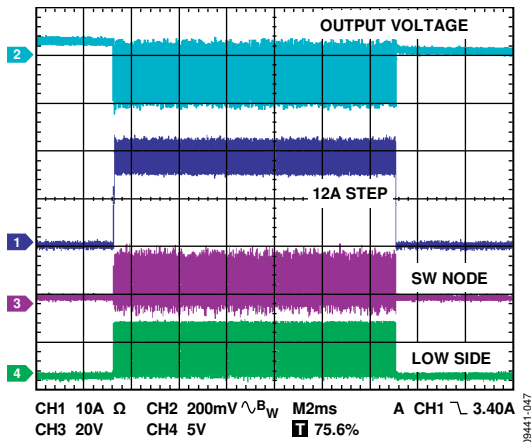 OUTPUT VOLTAGE
2
12A STEP
1
SW NODE
3
LOW SIDE
4
CH1 10A Ω CH2 200mV ∿BW M2ms A CH1 ﹨ 3.40A
CH3 20V CH4 5V T 75.6%
09441-047